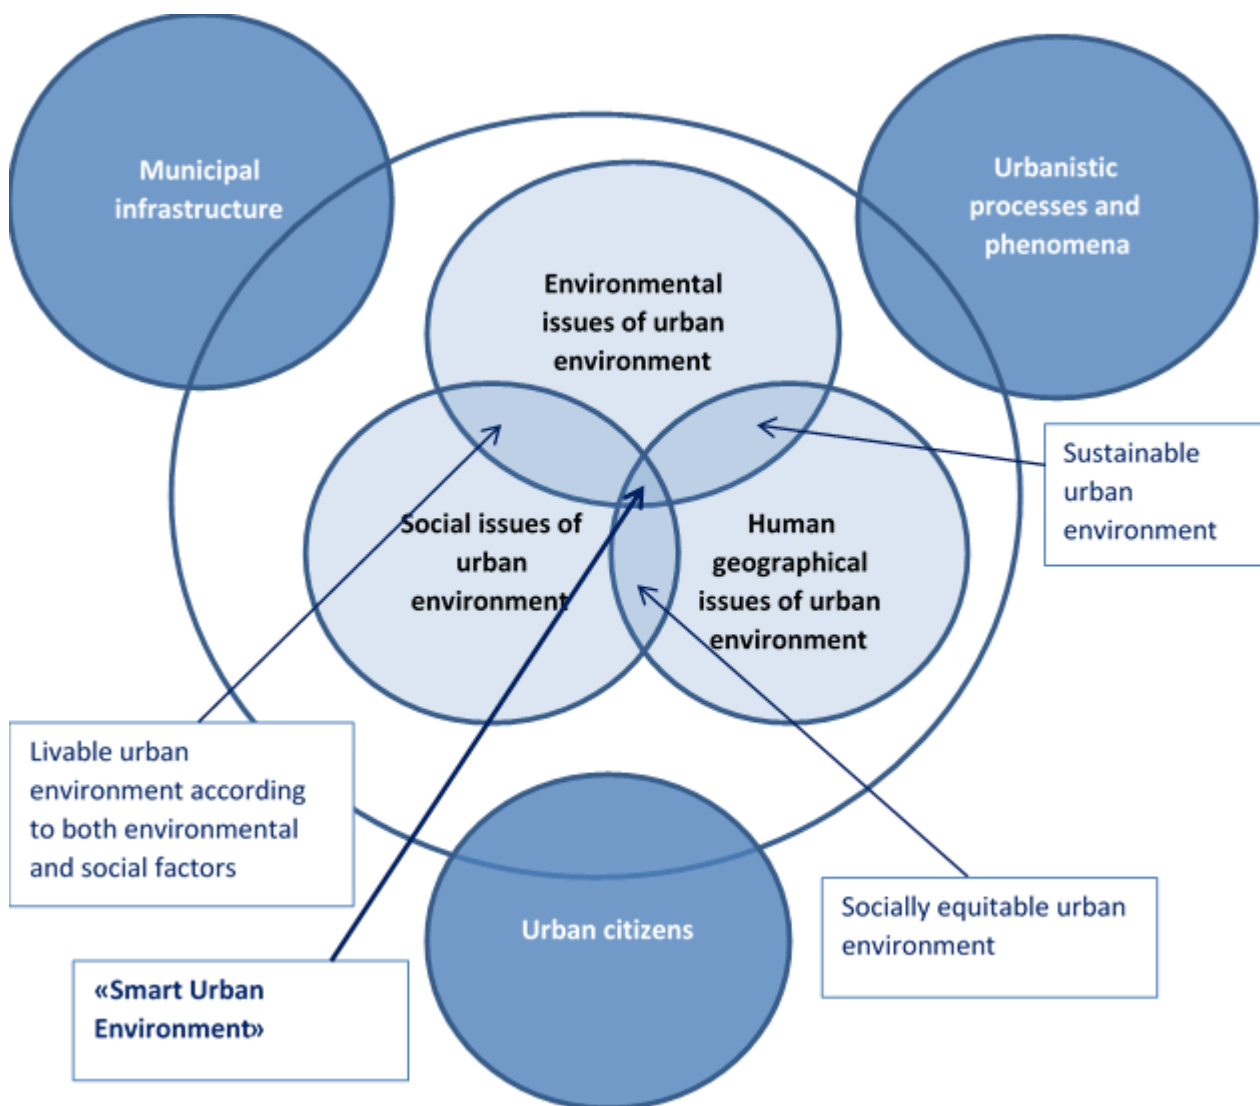 Municipal
infrastructure
Urbanistic
processes and
phenomena
Environmental
issues of urban
environment
Sustainable
urban
environment
Social issues of
urban
environment
Human
geographical
issues of urban
environment
Livable urban
environment according
to both environmental
and social factors
Socially equitable urban
environment
Urban citizens
«Smart Urban
Environment»